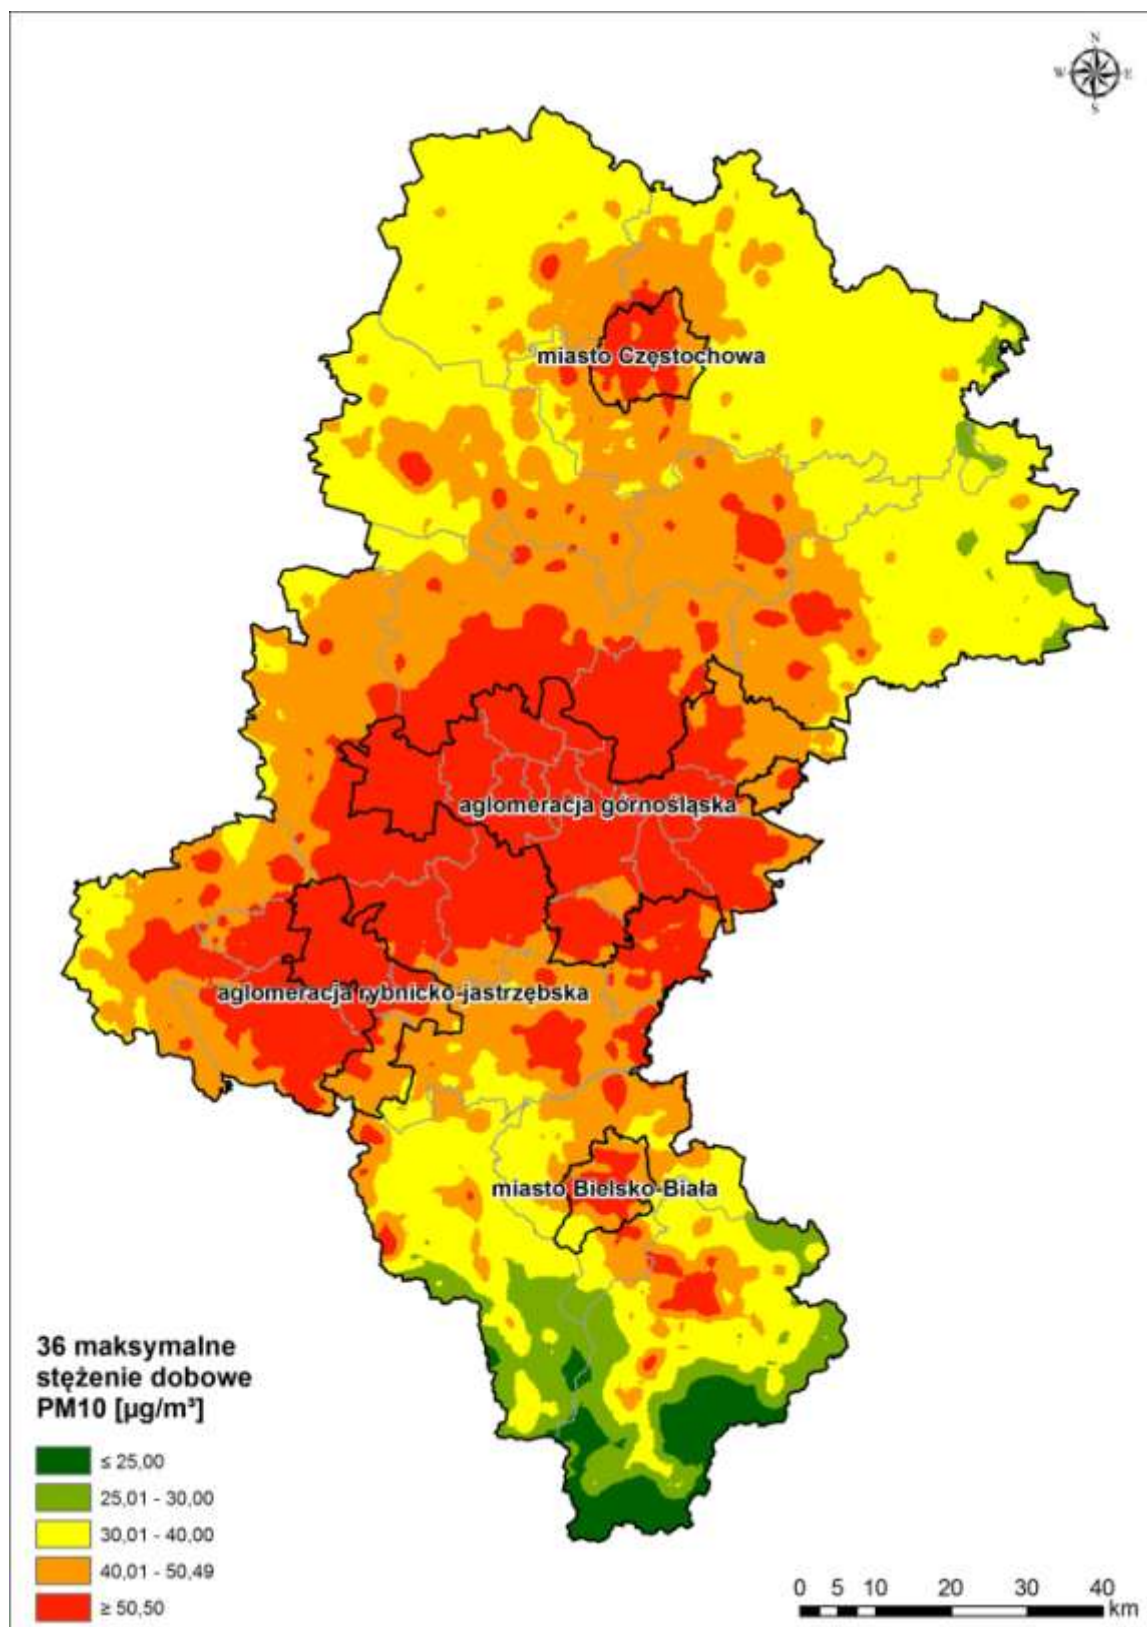 N
W E
S
miasto Częstochowa
aglomeracja górnośląska
aglomeracja rybnicko-jastrzębska
miasto Bielsko-Biała
36 maksymalne
stężenie dobowe
PM10 [µg/m³]
≤ 25,00
25,01 - 30,00
30,01 - 40,00
40,01 - 50,49
≥ 50,50
0 5 10 20 30 40
km